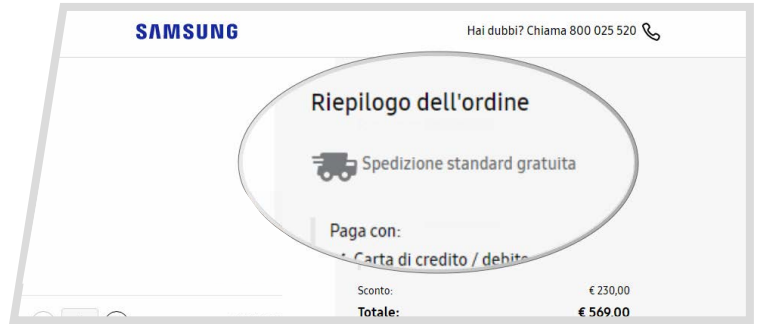 SAMSUNG
Hai dubbi? Chiama 800 025 520
Riepilogo dell'ordine
Spedizione standard gratuita
Paga con:
Carta di credito / debito
Sconto: € 230,00
Totale: € 569,00